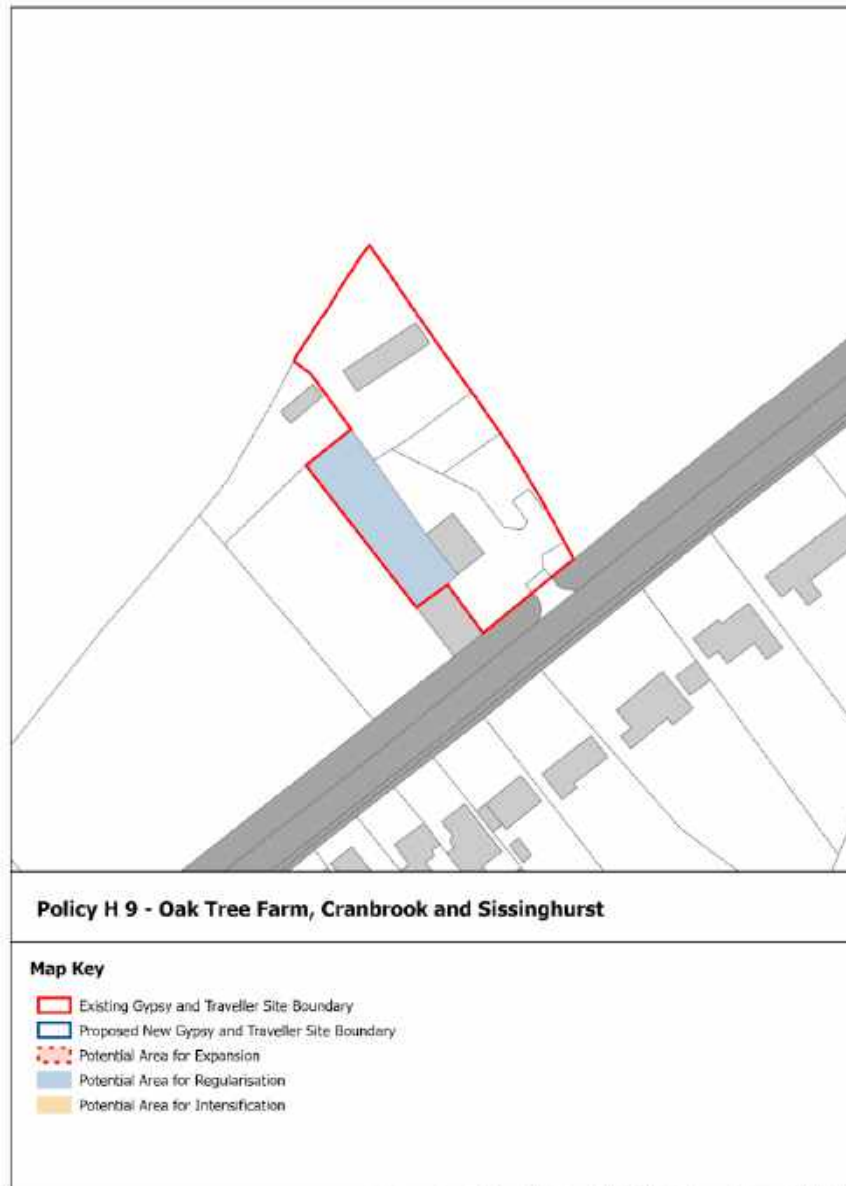 Policy H 9 - Oak Tree Farm, Cranbrook and Sissinghurst
Map Key
Existing Gypsy and Traveller Site Boundary
Proposed New Gypsy and Traveller Site Boundary
Potential Area for Expansion
Potential Area for Regularisation
Potential Area for Intensification